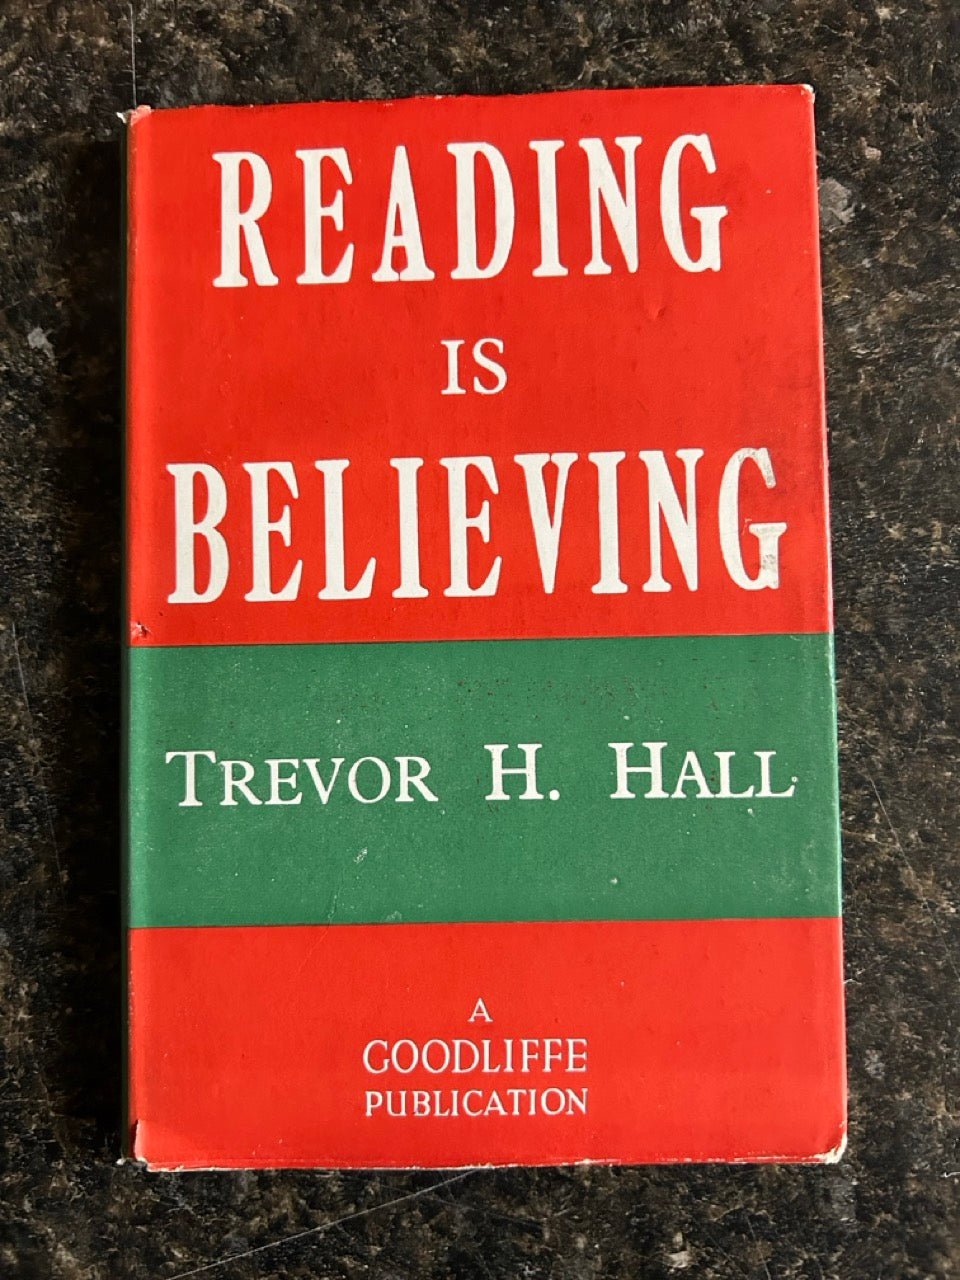 READING
IS
BELIEVING
TREVOR H. HALL
A
GOODLIFFE
PUBLICATION